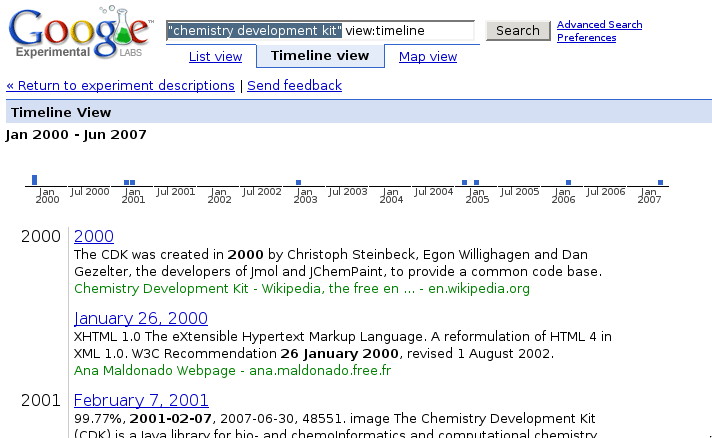 Google™
Experimental LABS
"chemistry development kit" view:timeline
Search
Advanced Search
Preferences
List view
Timeline view
Map view
« Return to experiment descriptions | Send feedback
Timeline View
Jan 2000 - Jun 2007
Jan 2000 Jul 2000 Jan 2001 Jul 2001 Jan 2002 Jul 2002 Jan 2003 Jul 2003 Jan 2004 Jul 2004 Jan 2005 Jul 2005 Jan 2006 Jul 2006 Jan 2007
2000 2000
The CDK was created in 2000 by Christoph Steinbeck, Egon Willighagen and Dan
Gezelter, the developers of Jmol and JChemPaint, to provide a common code base.
Chemistry Development Kit - Wikipedia, the free en ... - en.wikipedia.org
January 26, 2000
XHTML 1.0 The eXtensible Hypertext Markup Language. A reformulation of HTML 4 in
XML 1.0. W3C Recommendation 26 January 2000, revised 1 August 2002.
Ana Maldonado Webpage - ana.maldonado.free.fr
2001 February 7, 2001
99.77%, 2001-02-07, 2007-06-30, 48551. image The Chemistry Development Kit
(CDK) is a Java library for bio- and chemoInformatics and computational chemistry